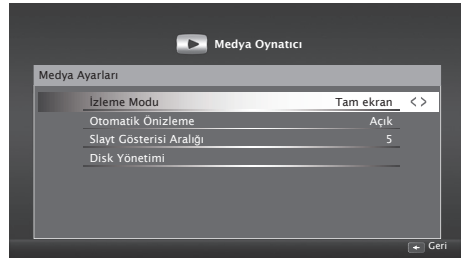 Medya Oynatıcı
Medya Ayarları
İzleme Modu Tam ekran < >
Otomatik Önizleme Açık
Slayt Gösterisi Aralığı 5
Disk Yönetimi
Geri